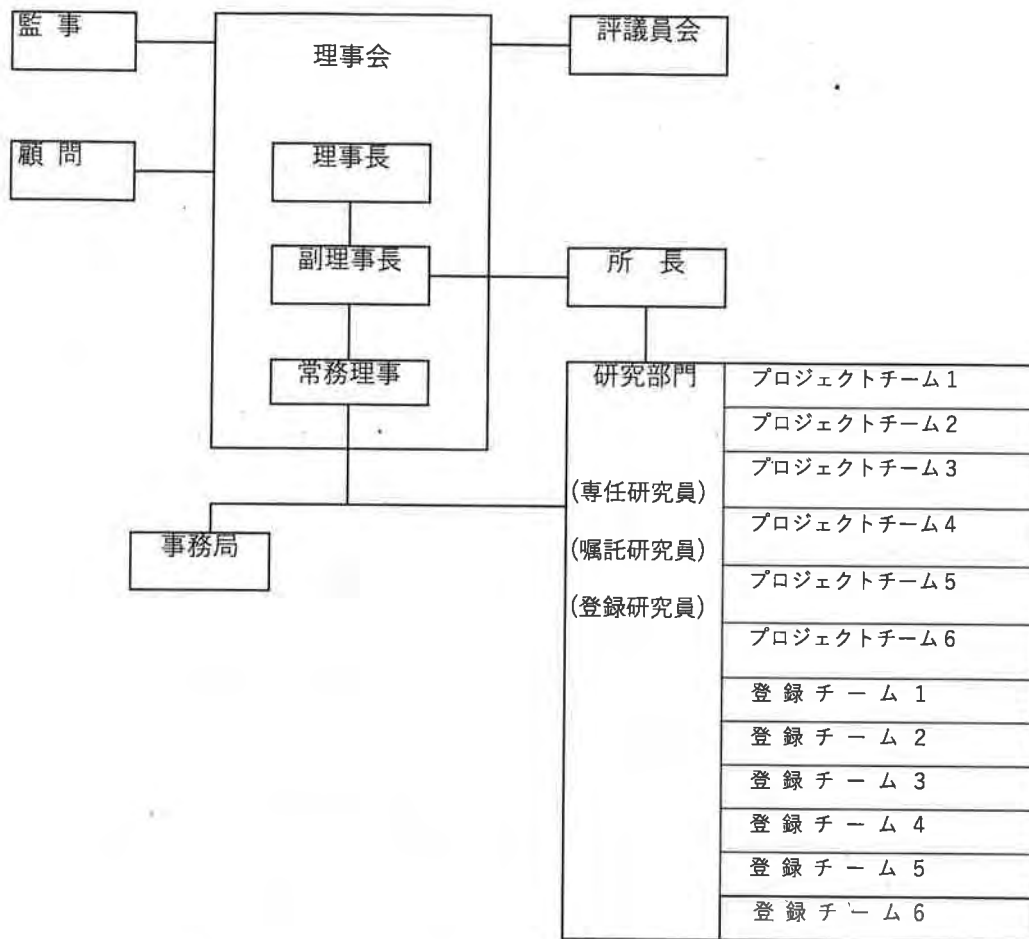 監 事
評議員会
理事会
顧 問
理事長
副理事長
所 長
常務理事
研究部門
プロジェクトチーム1
プロジェクトチーム2
プロジェクトチーム3
(専任研究員)
プロジェクトチーム4
事務局
(嘱託研究員)
プロジェクトチーム5
(登録研究員)
プロジェクトチーム6
登 録 チ ー ム 1
登 録 チ ー ム 2
登 録 チ ー ム 3
登 録 チ ー ム 4
登 録 チ ー ム 5
登 録 チ ー ム 6